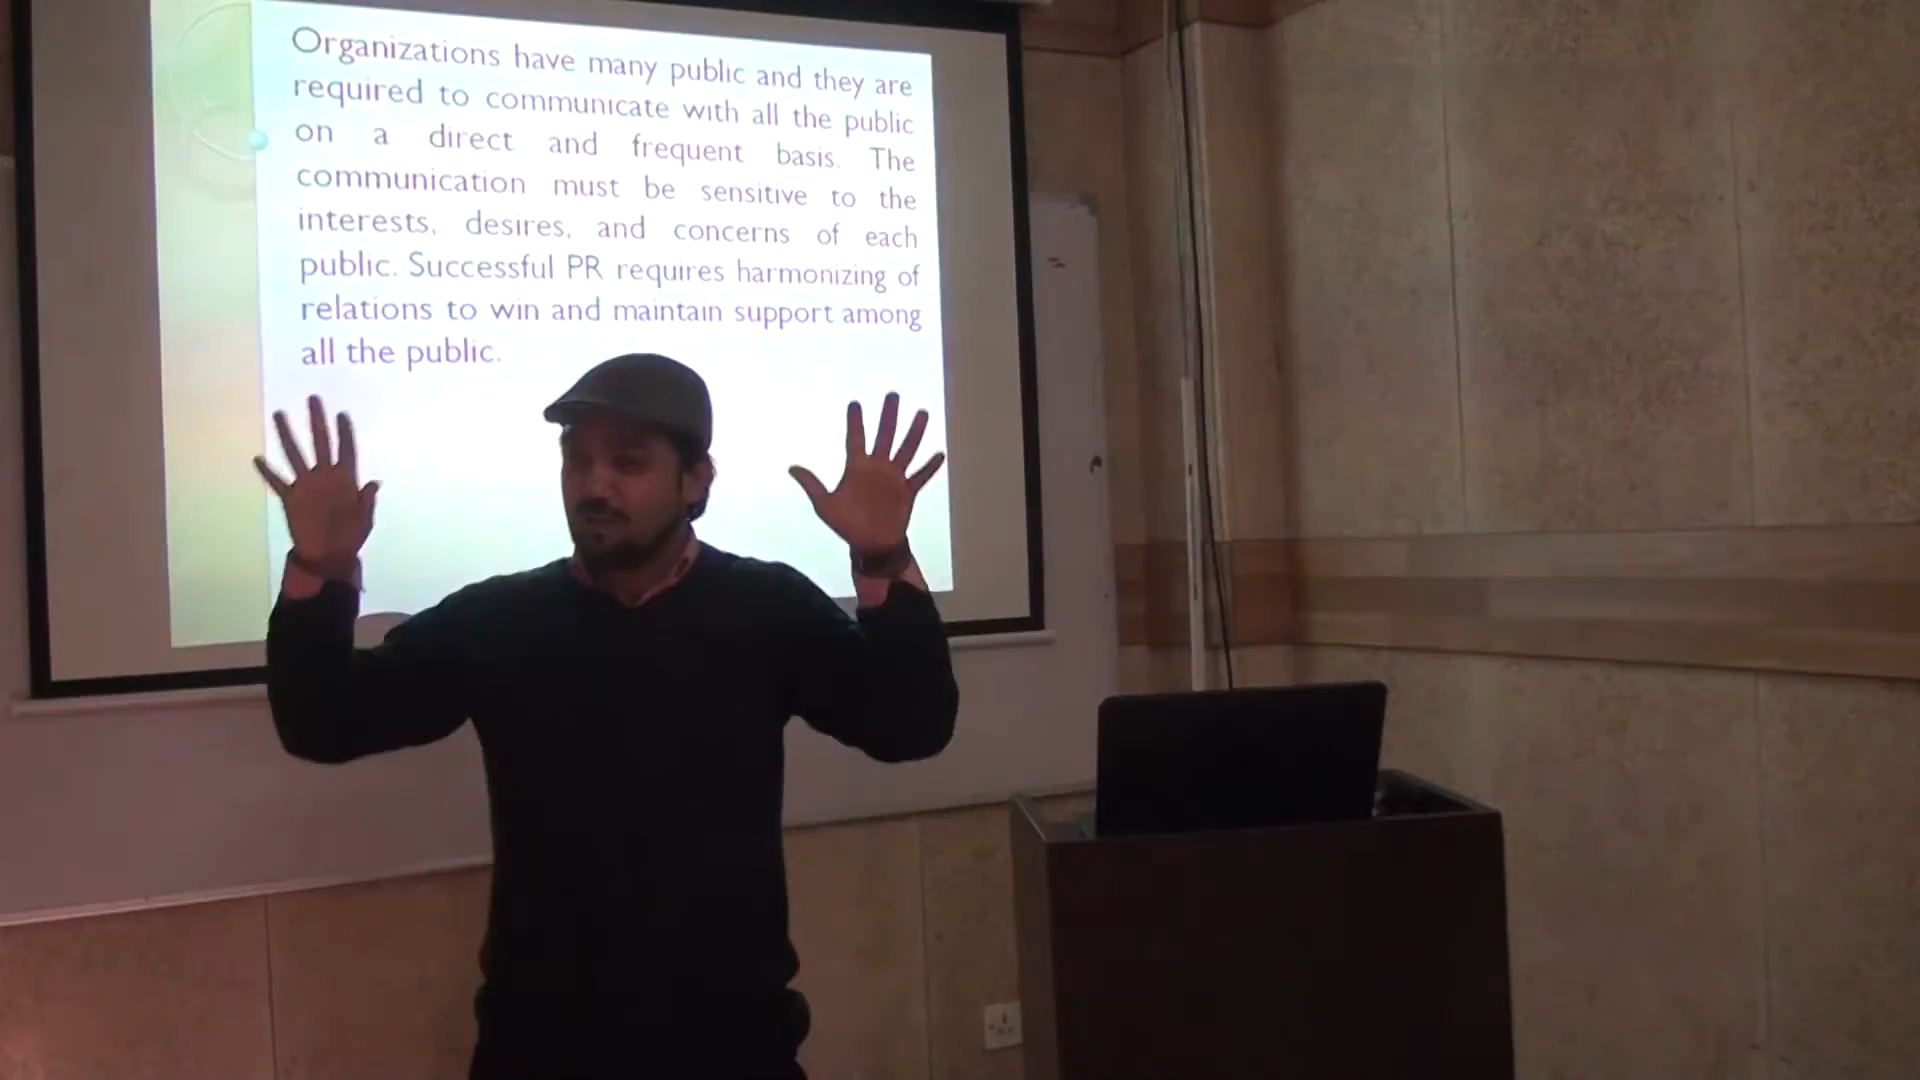 Organizations have many public and they are
required to communicate with all the public
on a direct and frequent basis. The
communication must be sensitive to the
interests, desires, and concerns of each
public. Successful PR requires harmonizing of
relations to win and maintain support among
all the public.